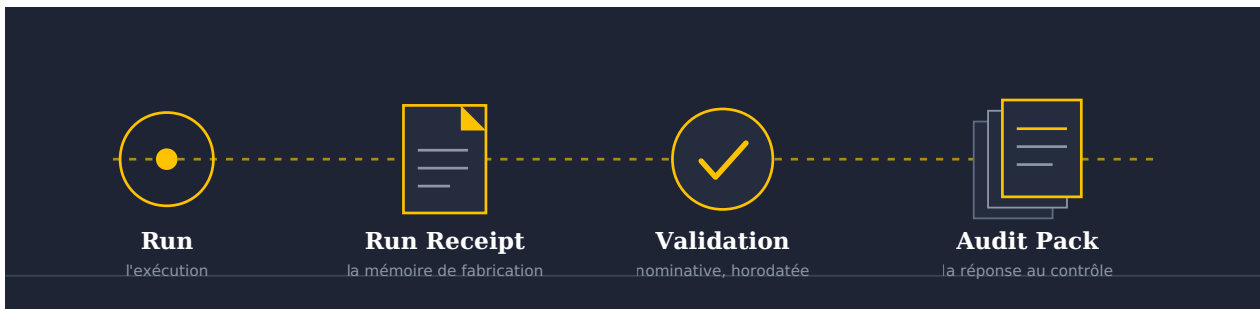 Run
l'exécution
Run Receipt
la mémoire de fabrication
Validation
nominative, horodatée
Audit Pack
la réponse au contrôle